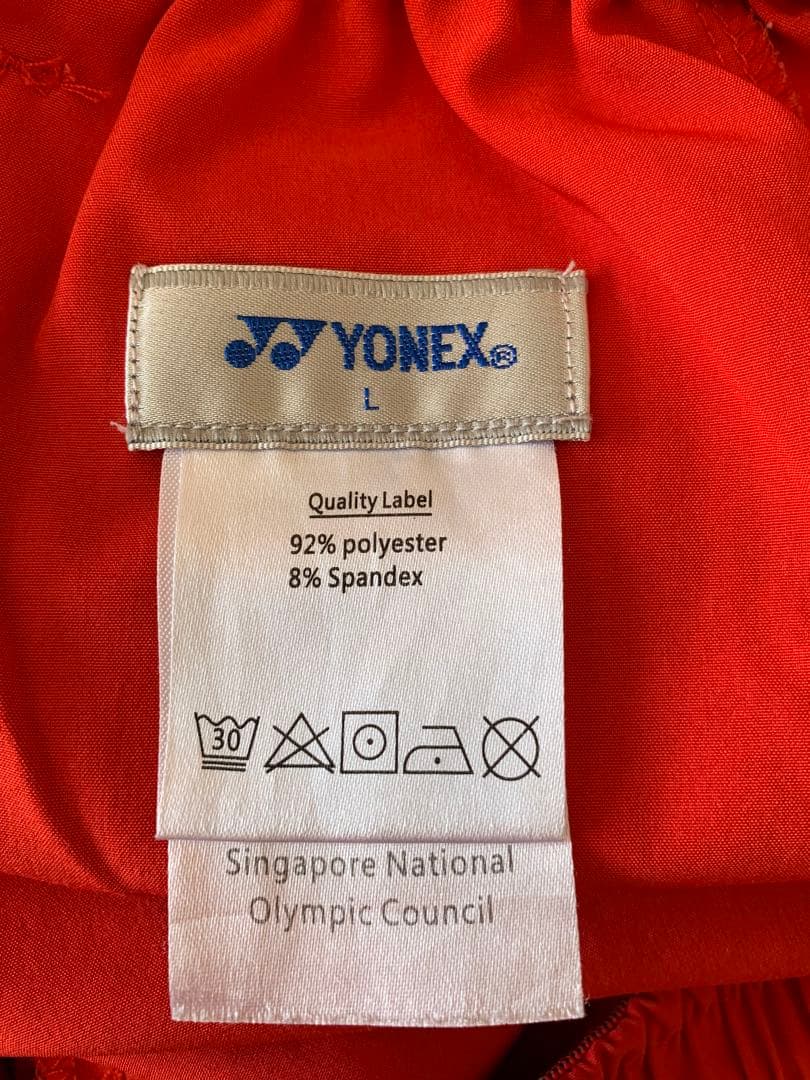 YONEX®
L
Quality Label
92% polyester
8% Spandex
30
Singapore National
Olympic Council